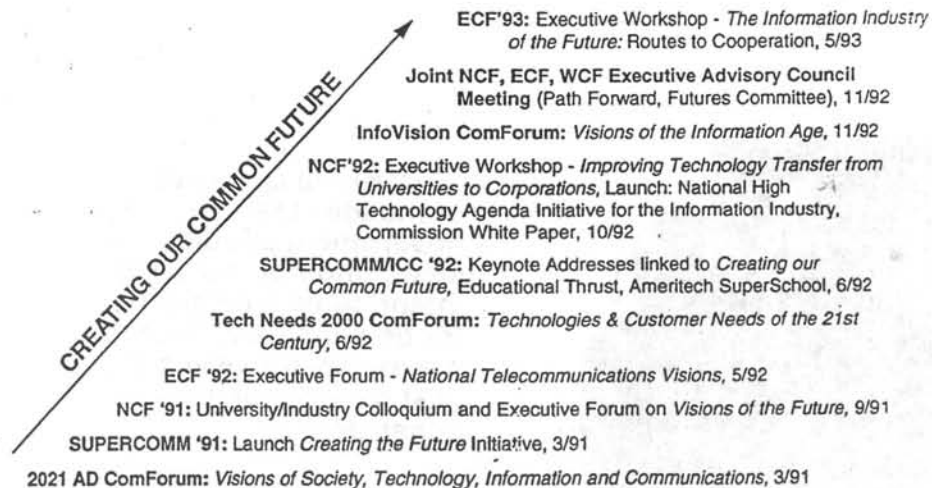 ECF'93: Executive Workshop - The Information Industry
of the Future: Routes to Cooperation, 5/93
Joint NCF, ECF, WCF Executive Advisory Council
Meeting (Path Forward, Futures Committee), 11/92
InfoVision ComForum: Visions of the Information Age, 11/92
NCF'92: Executive Workshop - Improving Technology Transfer from
Universities to Corporations, Launch: National High
Technology Agenda Initiative for the Information Industry,
Commission White Paper, 10/92
SUPERCOMM/ICC '92: Keynote Addresses linked to Creating our
Common Future, Educational Thrust, Ameritech SuperSchool, 6/92
Tech Needs 2000 ComForum: Technologies & Customer Needs of the 21st
Century, 6/92
ECF '92: Executive Forum - National Telecommunications Visions, 5/92
NCF '91: University/Industry Colloquium and Executive Forum on Visions of the Future, 9/91
SUPERCOMM '91: Launch Creating the Future Initiative, 3/91
2021 AD ComForum: Visions of Society, Technology, Information and Communications, 3/91
CREATING OUR COMMON FUTURE